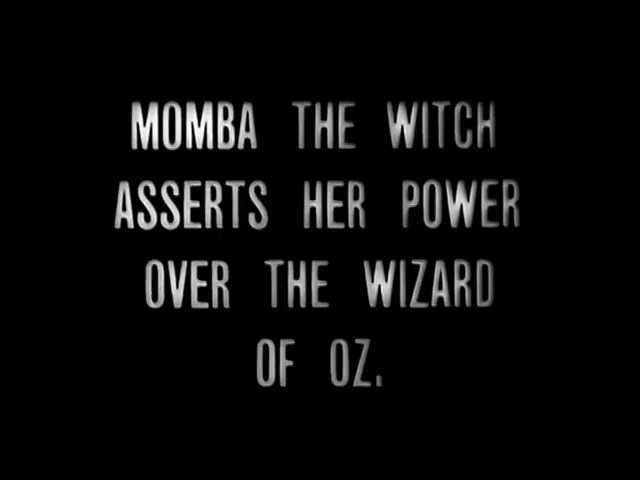 MOMBA THE WITCH
ASSERTS HER POWER
OVER THE WIZARD
OF OZ.